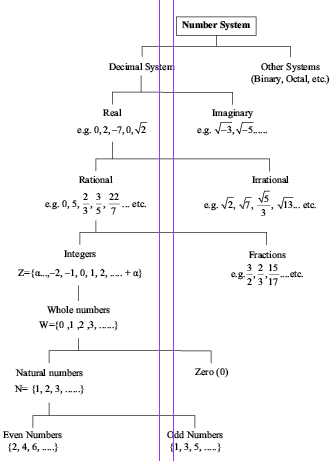 Number System
Decimal System
Other Systems
(Binary, Octal, etc.)
Real
e.g. 0, 2, –7, 0, √2
Imaginary
e.g. √–3, √–5......
Rational
e.g. 0, 5, 2/3, 3/5, 22/7 ... etc.
Irrational
e.g. √2, √7, √5/3, √13... etc.
Integers
Z={α...,–2, –1, 0, 1, 2, ..... + α}
Fractions
e.g. 3/2, 2/3, 15/17 ....etc.
Whole numbers
W={0 ,1 ,2 ,3, ......}
Natural numbers
N= {1, 2, 3, ......}
Zero (0)
Even Numbers
{2, 4, 6, .....}
Odd Numbers
{1, 3, 5, .....}